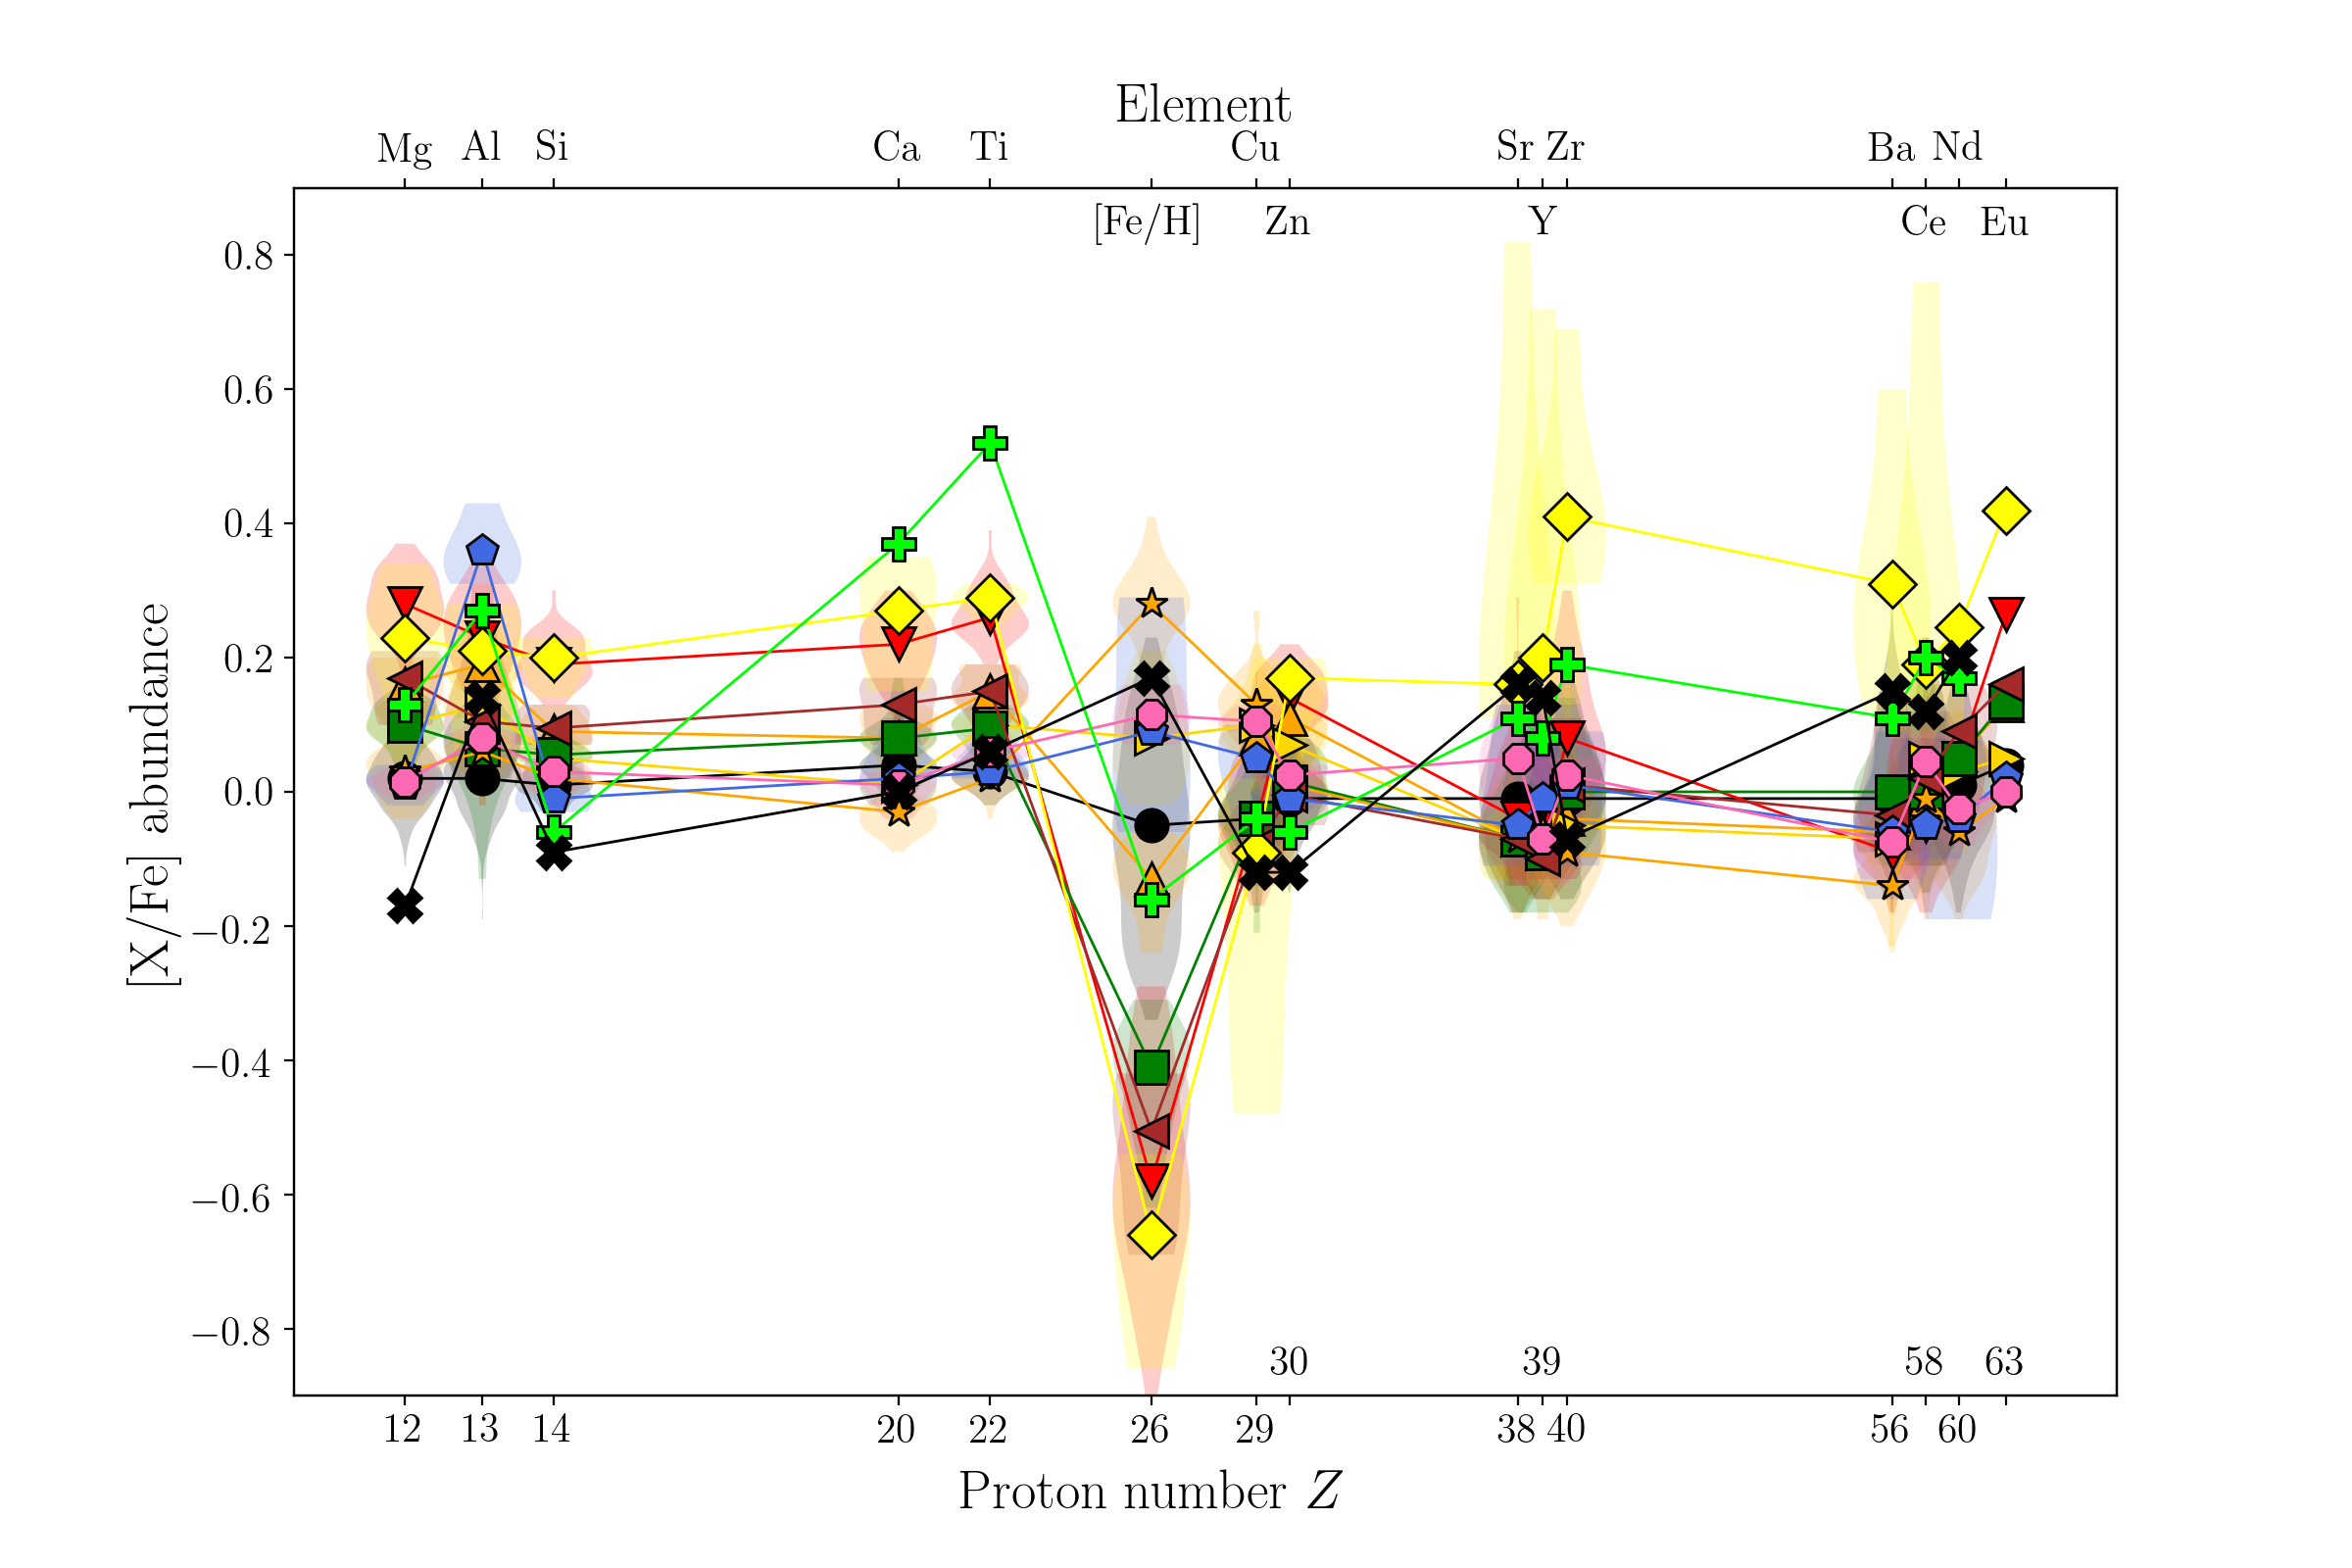 Element
Mg Al Si Ca Ti Cu Sr Zr Ba Nd
[Fe/H] Zn Y Ce Eu
0.8
0.6
0.4
0.2
0.0
−0.2
−0.4
−0.6
−0.8
[X/Fe] abundance
30 39 58 63
12 13 14 20 22 26 29 38 40 56 60
Proton number Z